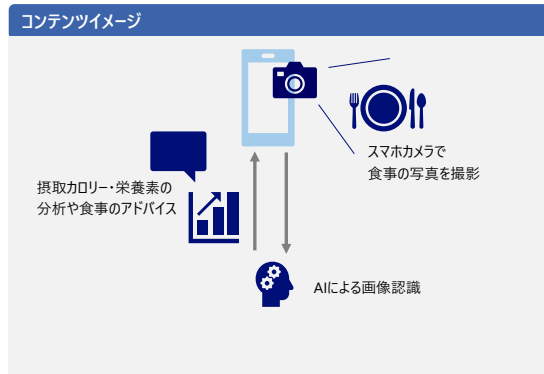 コンテンツイメージ
スマホカメラで
食事の写真を撮影
摂取カロリー・栄養素の
分析や食事のアドバイス
AIによる画像認識